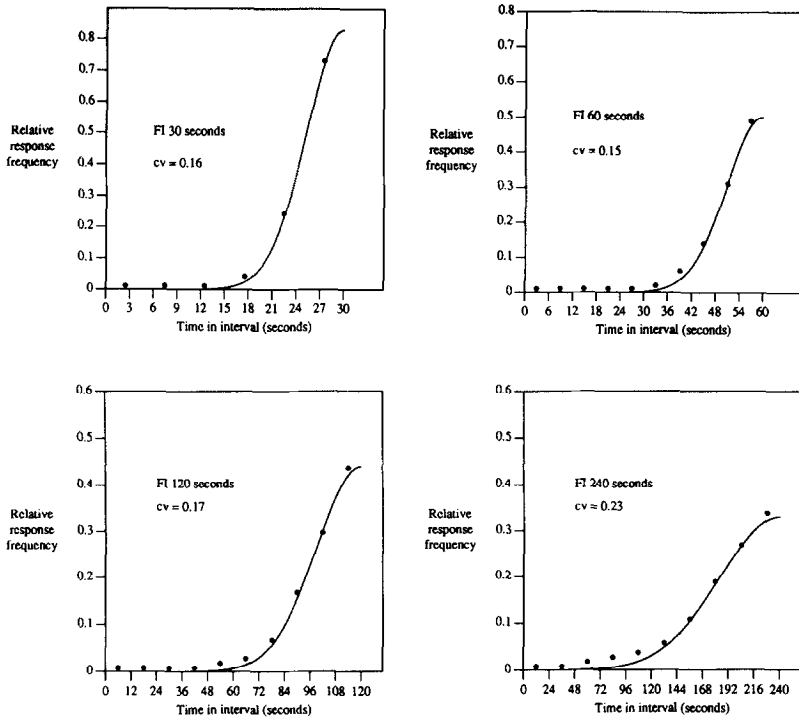 0.8
0.7
0.6
0.5
0.4
0.3
0.2
0.1
0
Relative
response
frequency
FI 30 seconds
cv = 0.16
0 3 6 9 12 15 18 21 24 27 30
Time in interval (seconds)
0.8
0.7
0.6
0.5
0.4
0.3
0.2
0.1
0
Relative
response
frequency
FI 60 seconds
cv = 0.15
0 6 12 18 24 30 36 42 48 54 60
Time in interval (seconds)
0.6
0.5
0.4
0.3
0.2
0.1
0
Relative
response
frequency
FI 120 seconds
cv = 0.17
0 12 24 36 48 60 72 84 96 108 120
Time in interval (seconds)
0.6
0.5
0.4
0.3
0.2
0.1
0
Relative
response
frequency
FI 240 seconds
cv = 0.23
0 24 48 72 96 120 144 168 192 216 240
Time in interval (seconds)